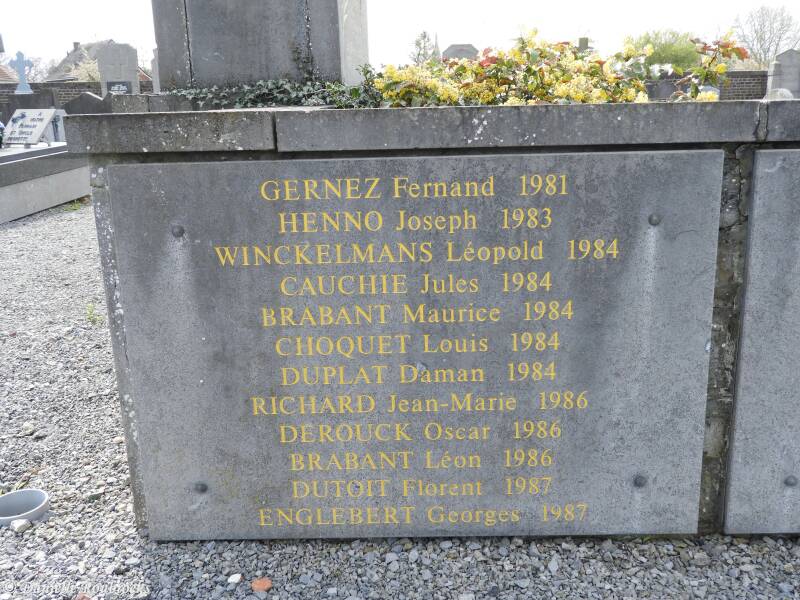 GERNEZ Fernand 1981
HENNO Joseph 1983
WINCKELMANS Léopold 1984
CAUCHIE Jules 1984
BRABANT Maurice 1984
CHOQUET Louis 1984
DUPLAT Daman 1984
RICHARD Jean-Marie 1986
DEROUCK Oscar 1986
BRABANT Léon 1986
DUTOIT Florent 1987
ENGLEBERT Georges 1987